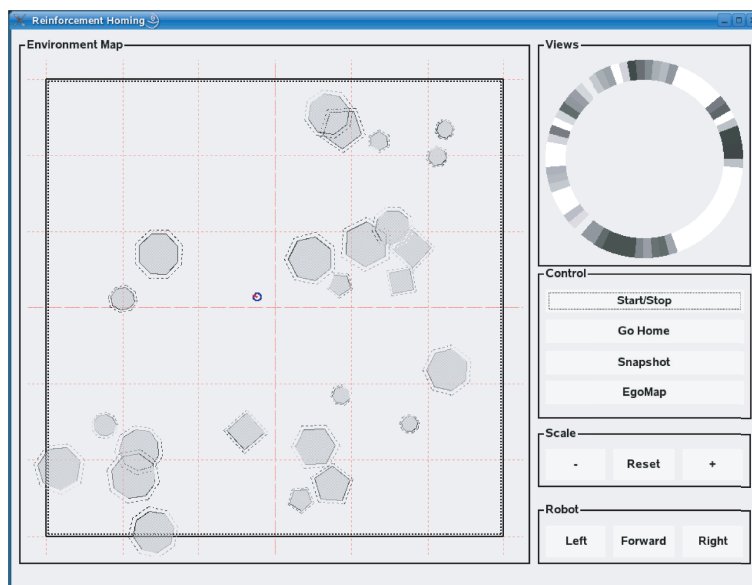 Reinforcement Homing
Environment Map
Views
Control
Start/Stop
Go Home
Snapshot
EgoMap
Scale
- Reset +
Robot
Left Forward Right